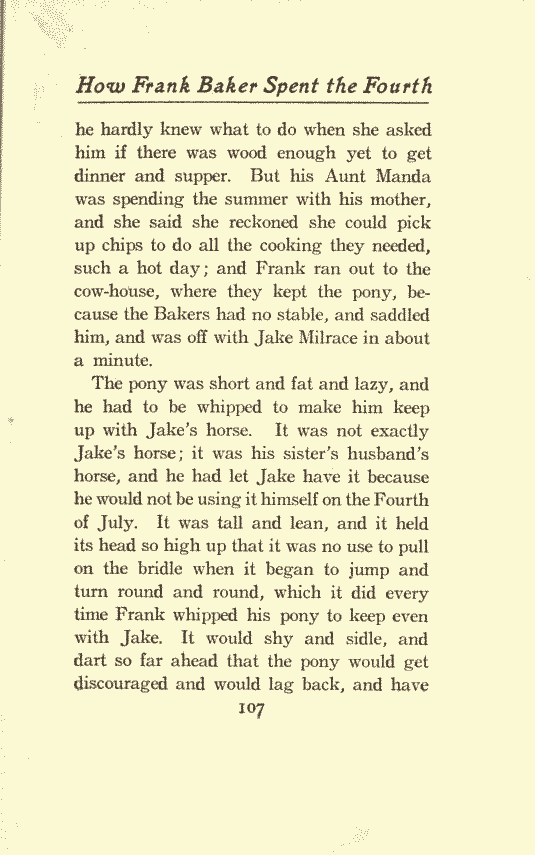 How Frank Baker Spent the Fourth
he hardly knew what to do when she asked
him if there was wood enough yet to get
dinner and supper. But his Aunt Manda
was spending the summer with his mother,
and she said she reckoned she could pick
up chips to do all the cooking they needed,
such a hot day; and Frank ran out to the
cow-house, where they kept the pony, be-
cause the Bakers had no stable, and saddled
him, and was off with Jake Milrace in about
a minute.
The pony was short and fat and lazy, and
he had to be whipped to make him keep
up with Jake's horse. It was not exactly
Jake's horse; it was his sister's husband's
horse, and he had let Jake have it because
he would not be using it himself on the Fourth
of July. It was tall and lean, and it held
its head so high up that it was no use to pull
on the bridle when it began to jump and
turn round and round, which it did every
time Frank whipped his pony to keep even
with Jake. It would shy and sidle, and
dart so far ahead that the pony would get
discouraged and would lag back, and have
107